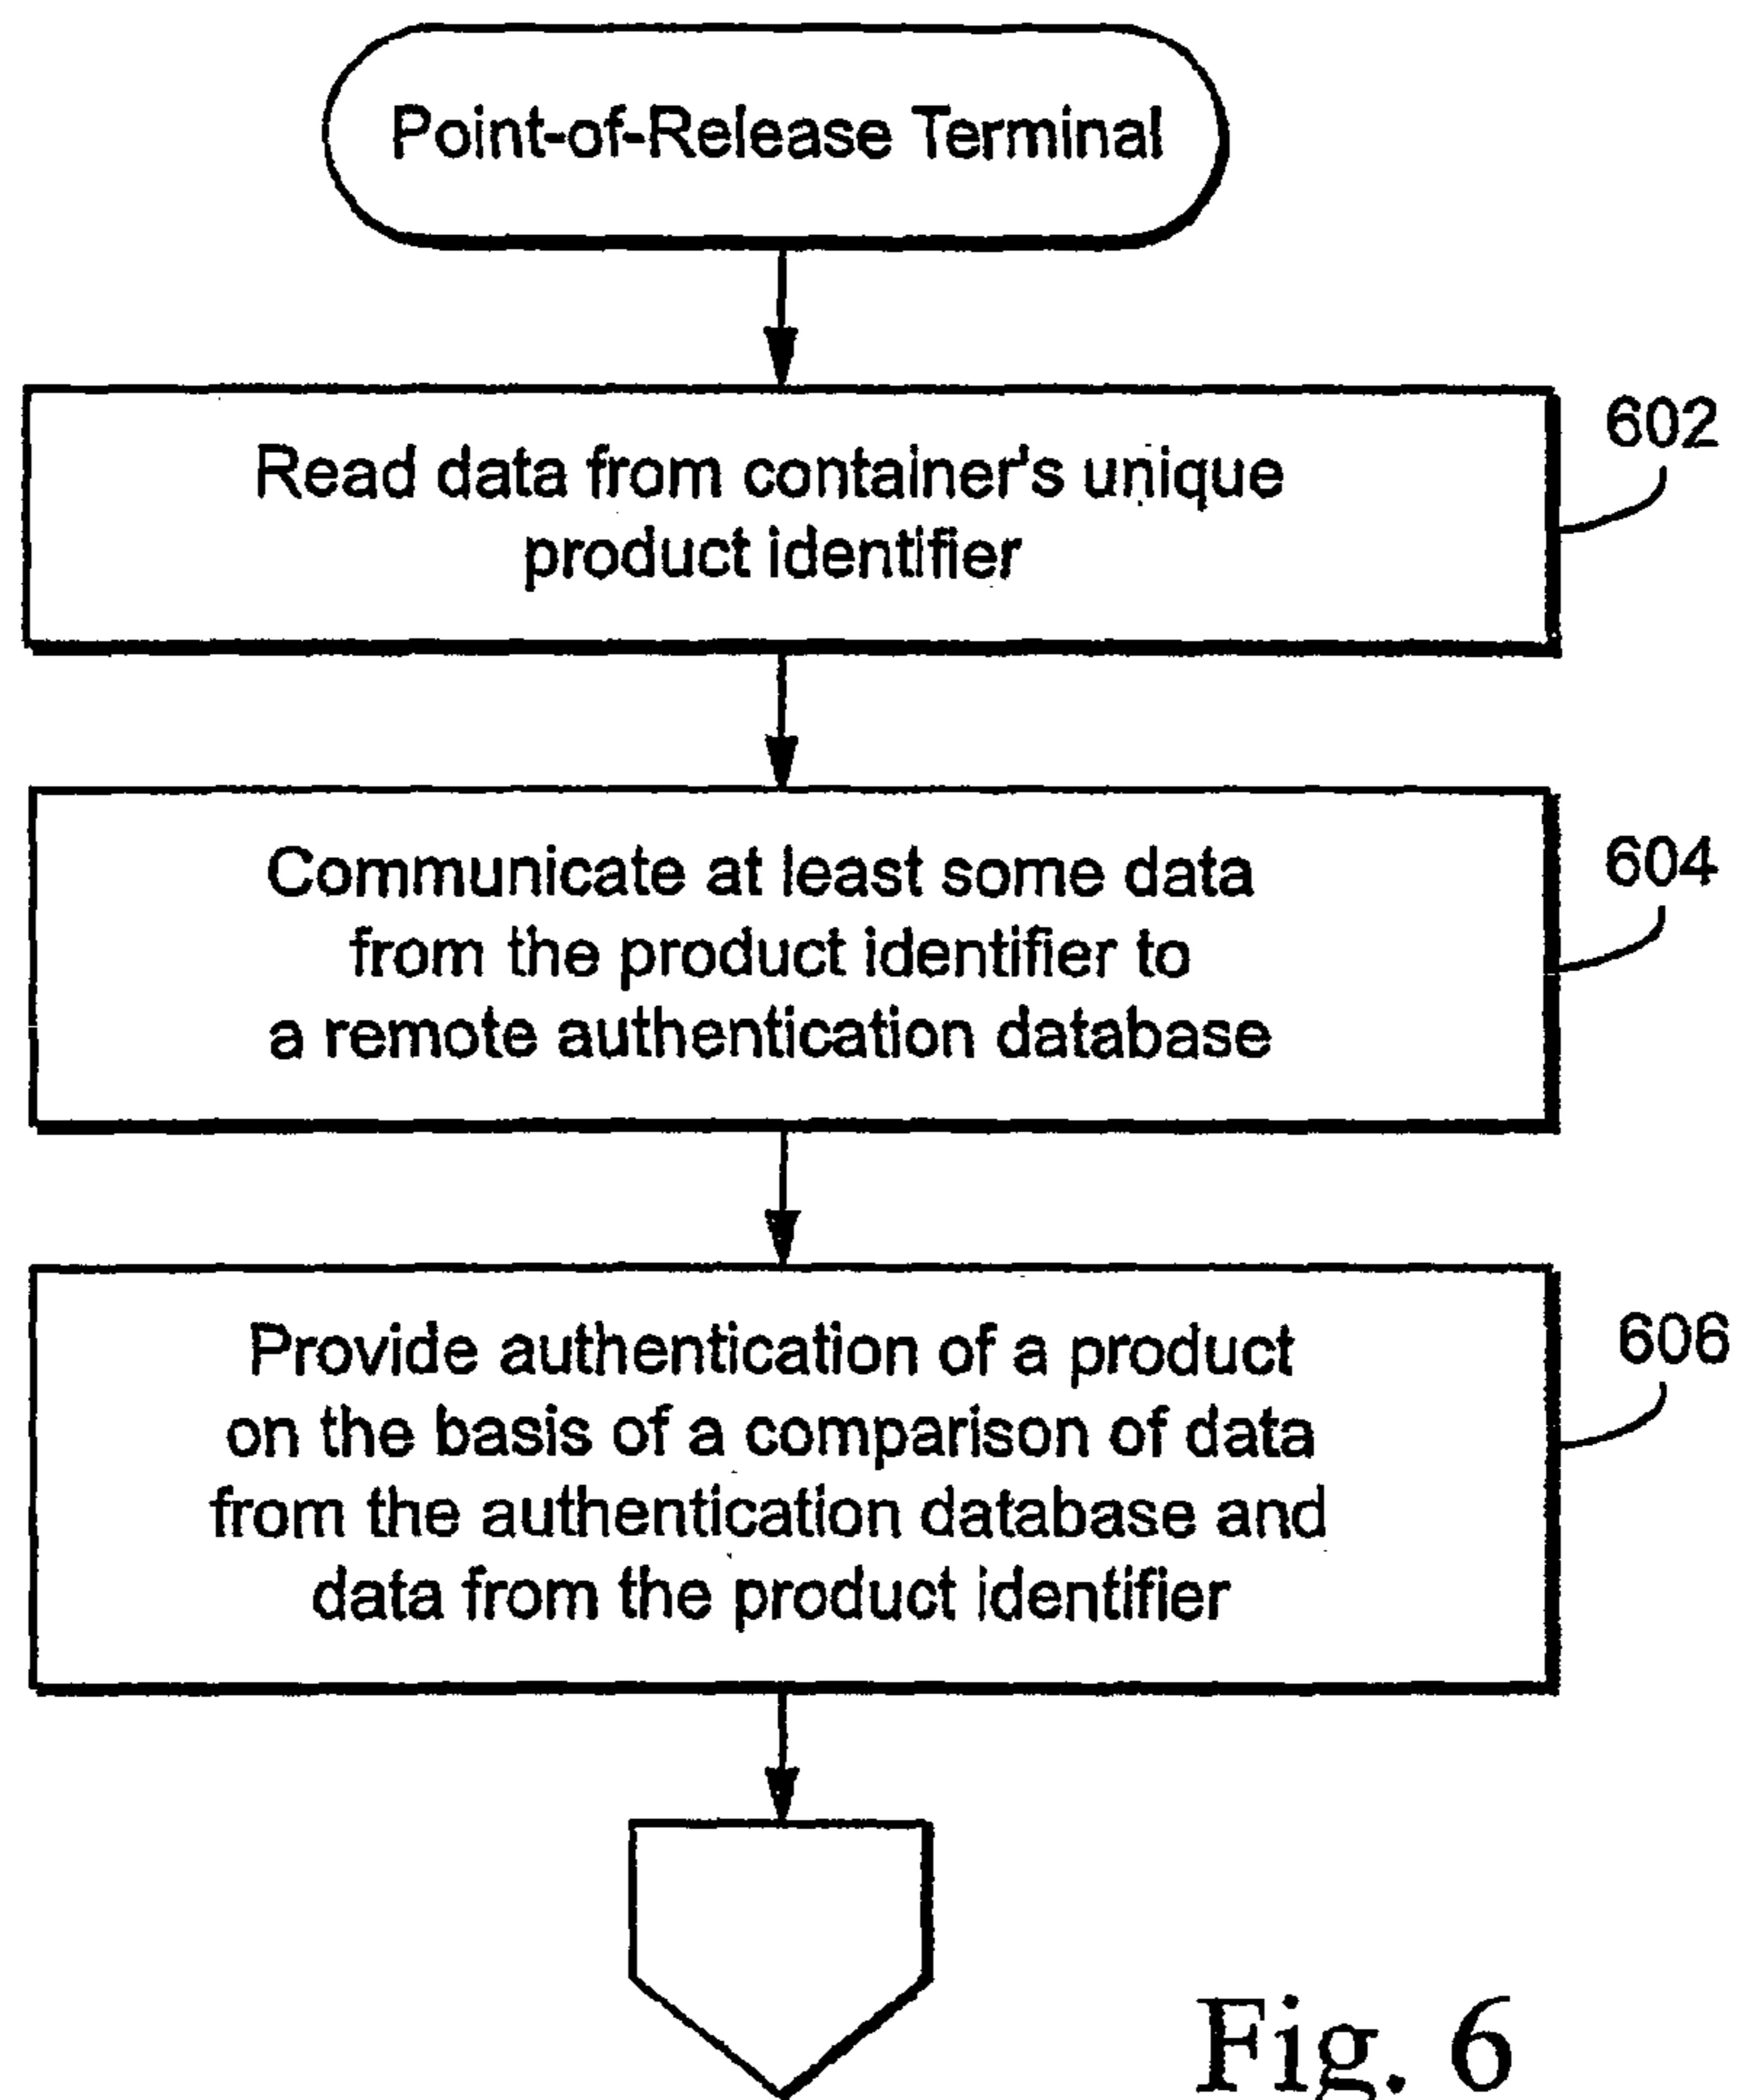 Point-of-Release Terminal
602
Read data from container's unique
product identifier
604
Communicate at least some data
from the product identifier to
a remote authentication database
606
Provide authentication of a product
on the basis of a comparison of data
from the authentication database and
data from the product identifier
Fig. 6